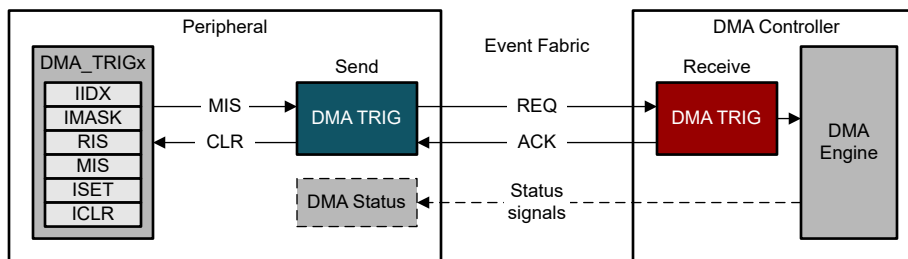 Peripheral
DMA_TRIGx
IIDX
IMASK
RIS
MIS
ISET
ICLR
MIS
CLR
Send
DMA TRIG
DMA Status
Event Fabric
REQ
ACK
Status
signals
DMA Controller
Receive
DMA TRIG
DMA
Engine